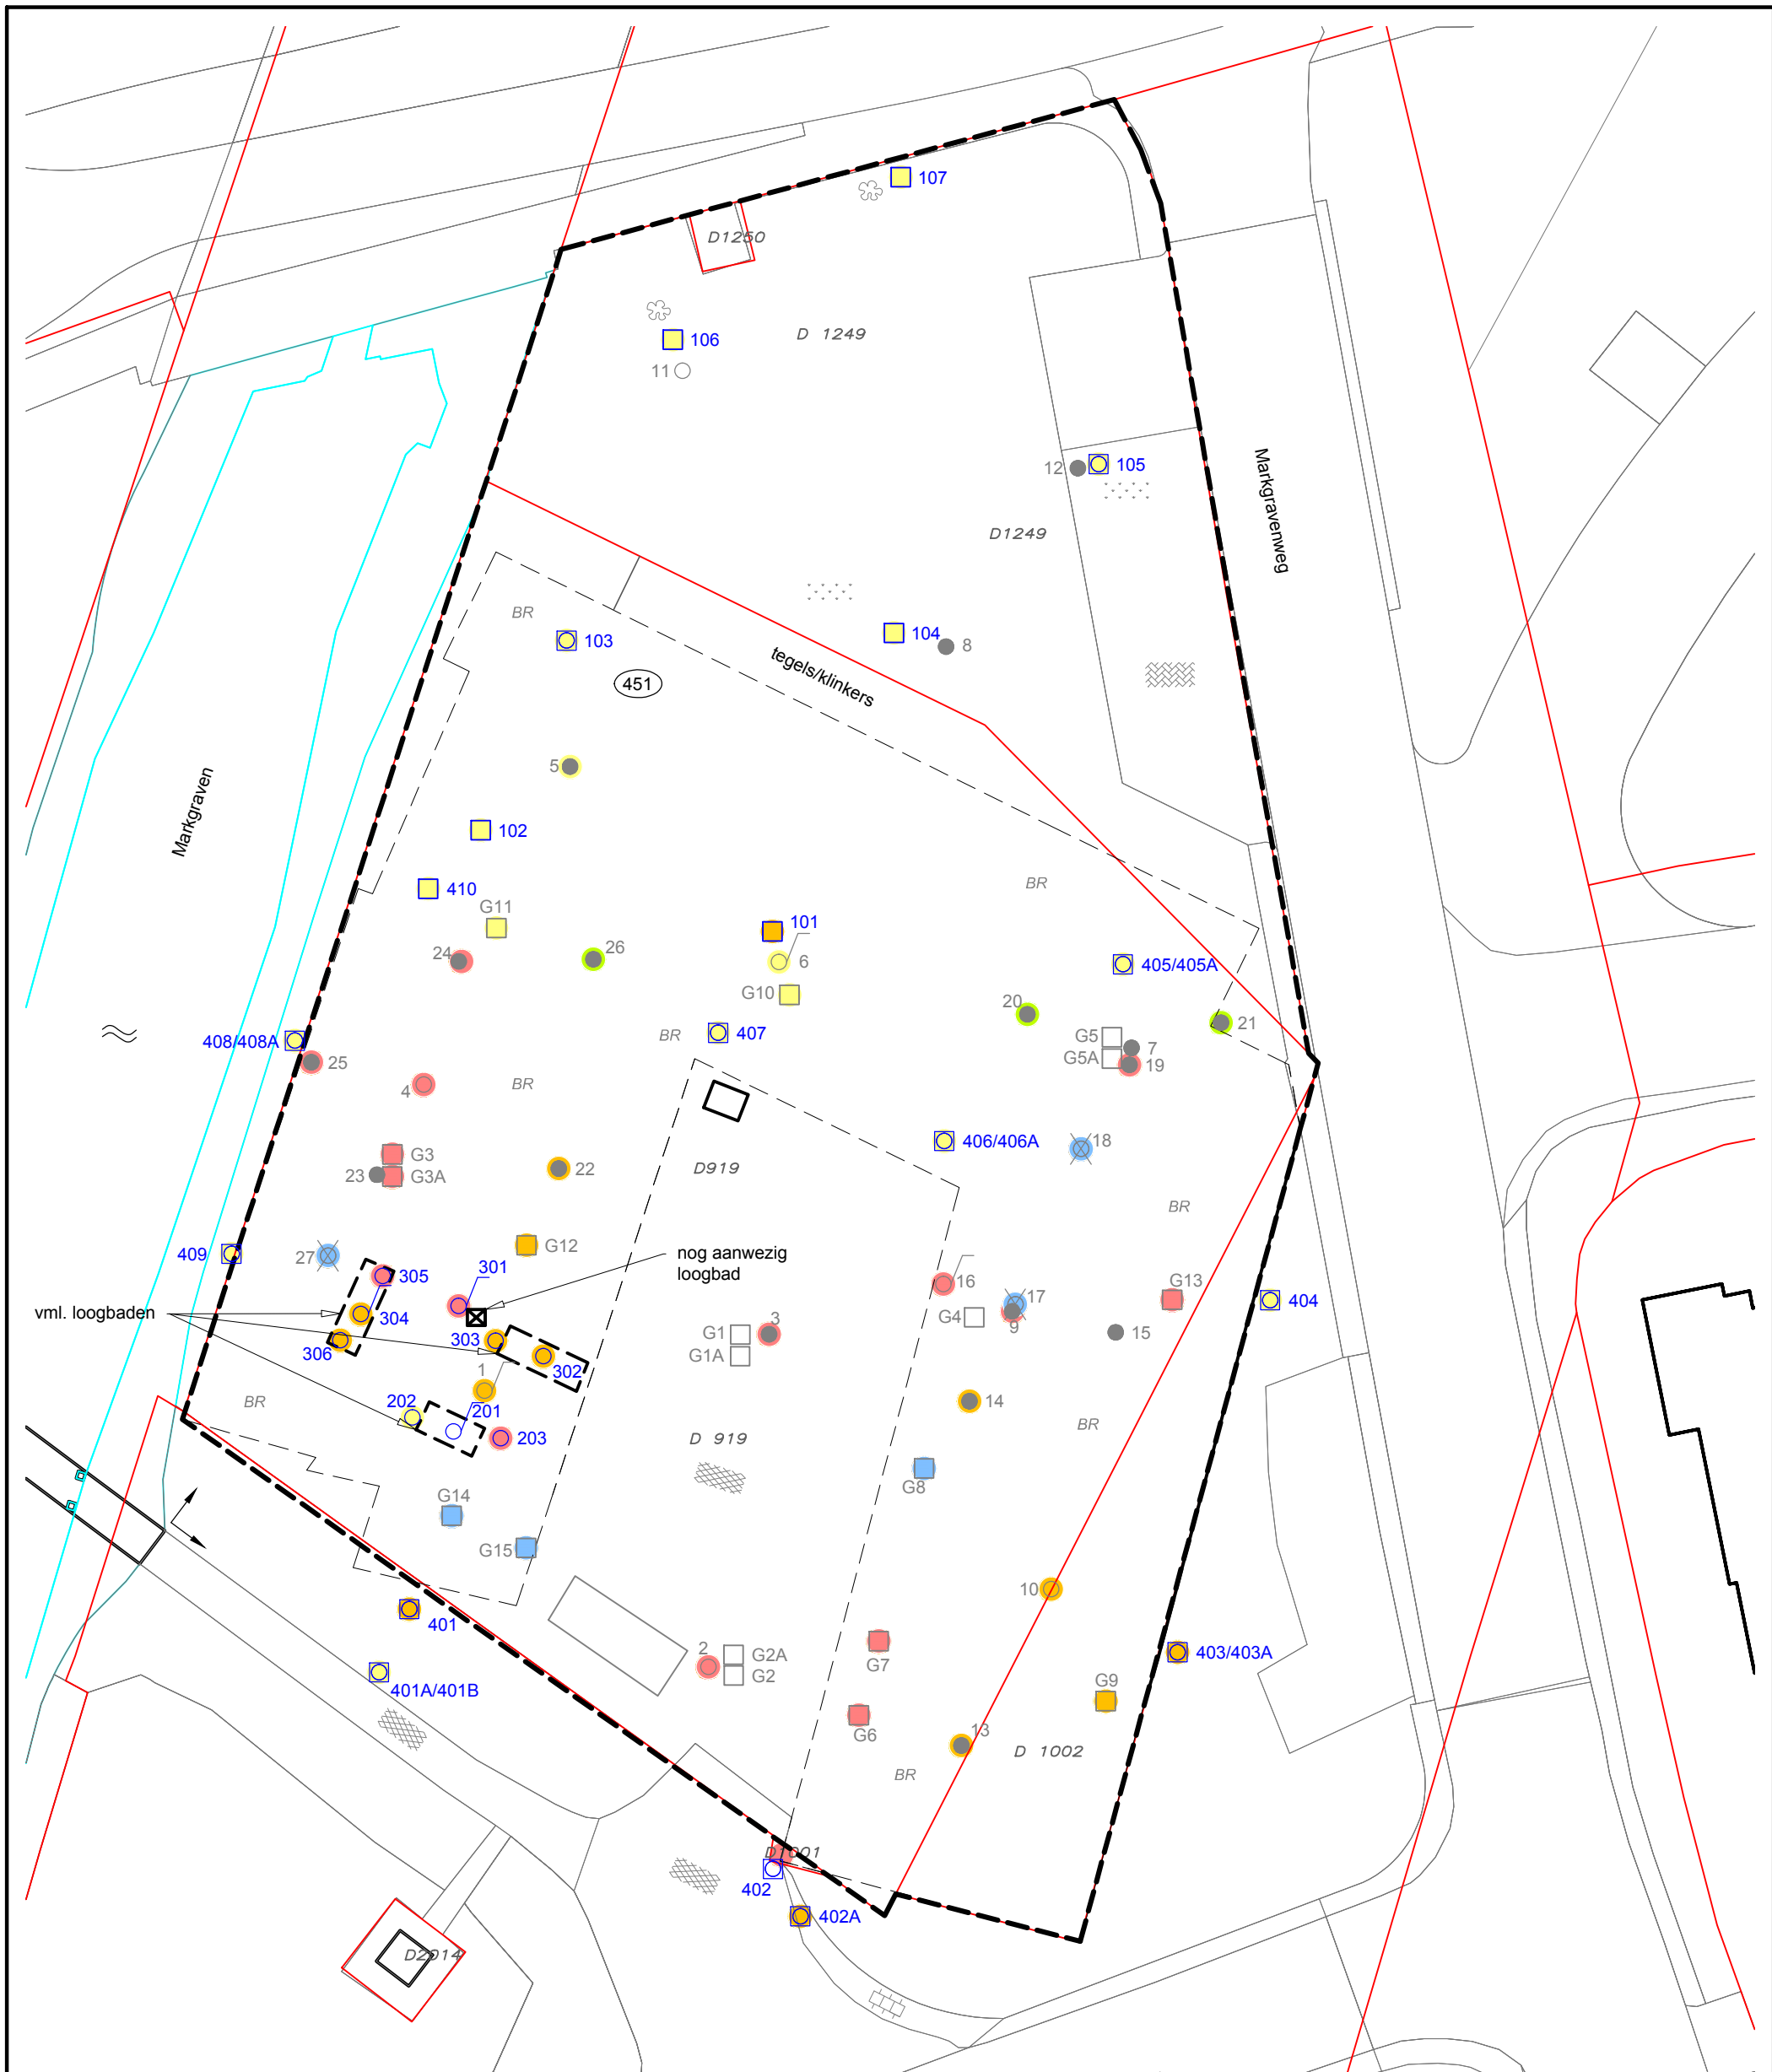 107
D1250
106
D 1249
11
12
105
Markgravenweg
D1249
BR
103
104
8
tegels/klinkers
451
5
Markgraven
102
410
BR
G11
101
24
26
6
405/405A
G10
20
21
408/408A
BR
407
G5
7
G5A
19
25
4
BR
406/406A
18
G3
D919
23
G3A
22
BR
409
27
G12
nog aanwezig
loogbad
305
301
16
17
G13
404
vml. loogbaden
304
G4
9
3
G1
15
306
303
G1A
302
1
BR
202
201
14
BR
203
D 919
G8
G14
G15
10
401
2
G2A
G7
403/403A
G2
401A/401B
G9
G6
13
D 1002
BR
D1001
402
402A
D2014